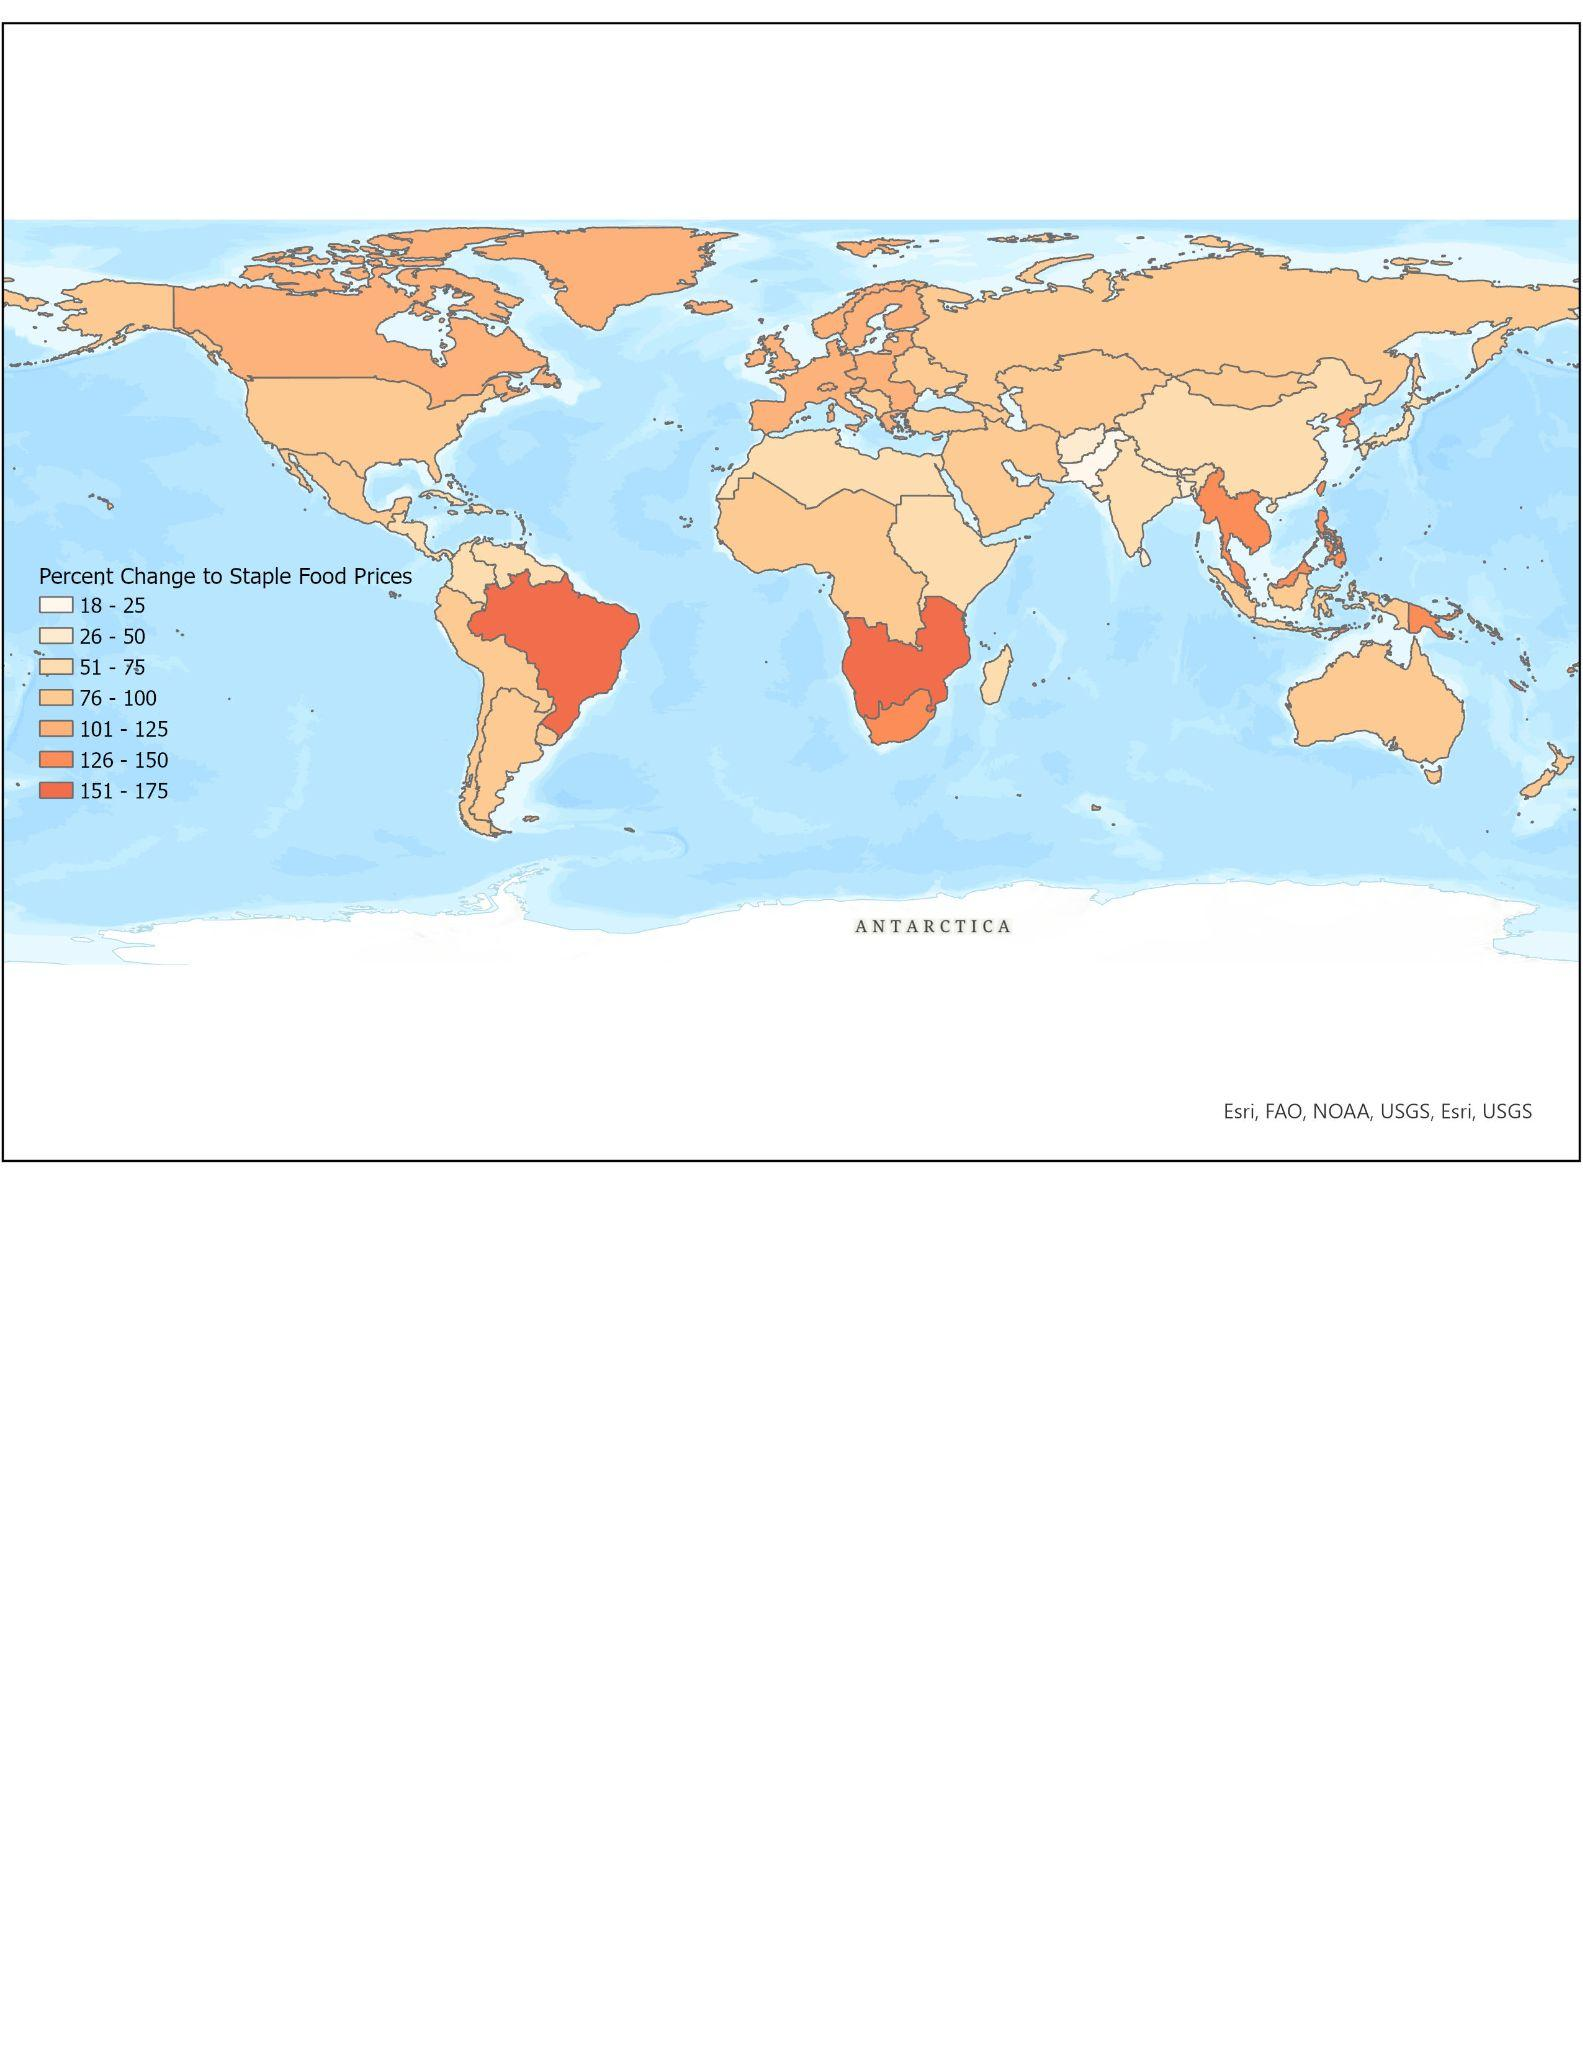 Percent Change to Staple Food Prices
18 - 25
26 - 50
51 - 75
76 - 100
101 - 125
126 - 150
151 - 175
ANTARCTICA
Esri, FAO, NOAA, USGS, Esri, USGS